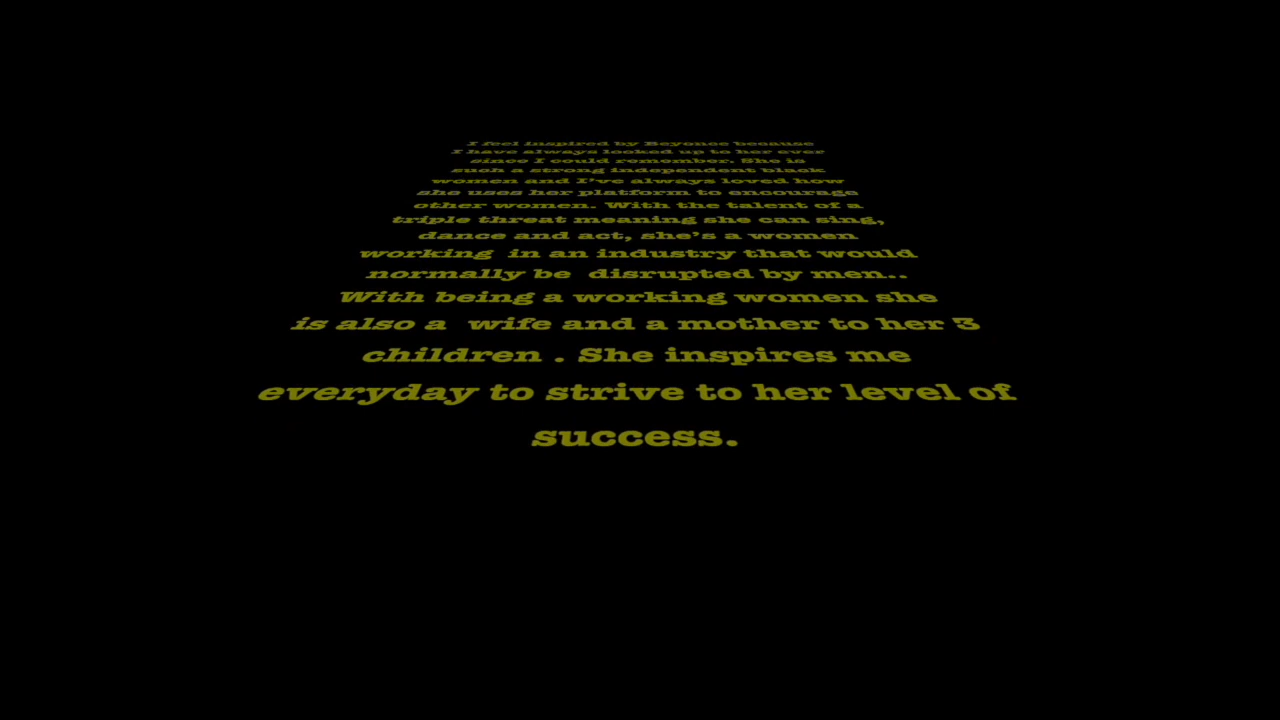 I feel inspired by Beyonce because
I have always looked up to her ever
since I could remember. She is
such a strong independent black
women and I've always loved how
she uses her platform to encourage
other women. With the talent of a
triple threat meaning she can sing,
dance and act, she's a women
working  in an industry that would
normally be  disrupted by men..
With being a working women she
is also a  wife and a mother to her 3
children . She inspires me
everyday to strive to her level of
success.